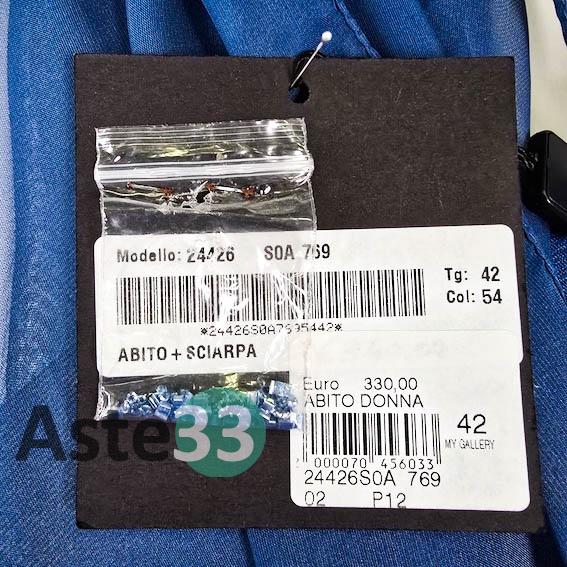 Modello: 24426 S0A 769
Tg: 42
Col: 54
*24426S0A7695442*
ABITO + SCIARPA
Euro 330,00
ABITO DONNA
42
MY GALLERY
000070 456033
24426S0A 769
02 P12
Aste33